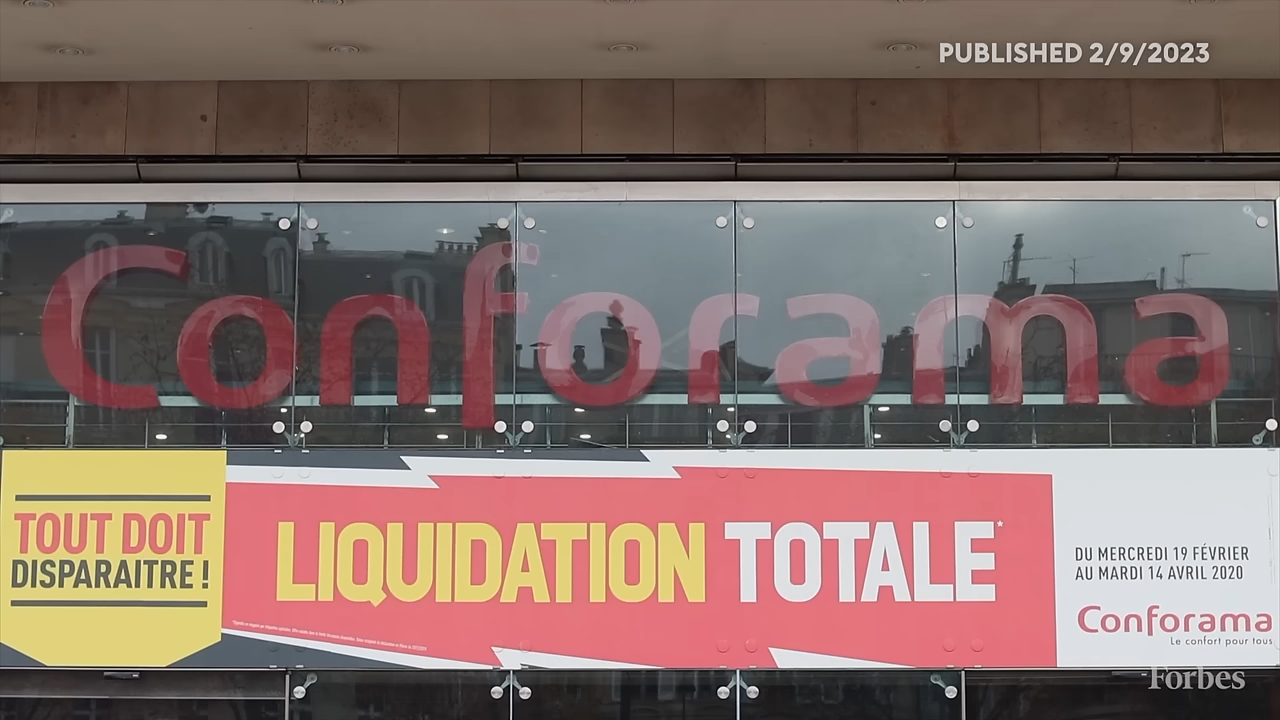 PUBLISHED 2/9/2023
Conforama
TOUT DOIT
DISPARAITRE !
LIQUIDATION TOTALE*
DU MERCREDI 19 FÉVRIER
AU MARDI 14 AVRIL 2020
Conforama
Le confort pour tous
Forbes